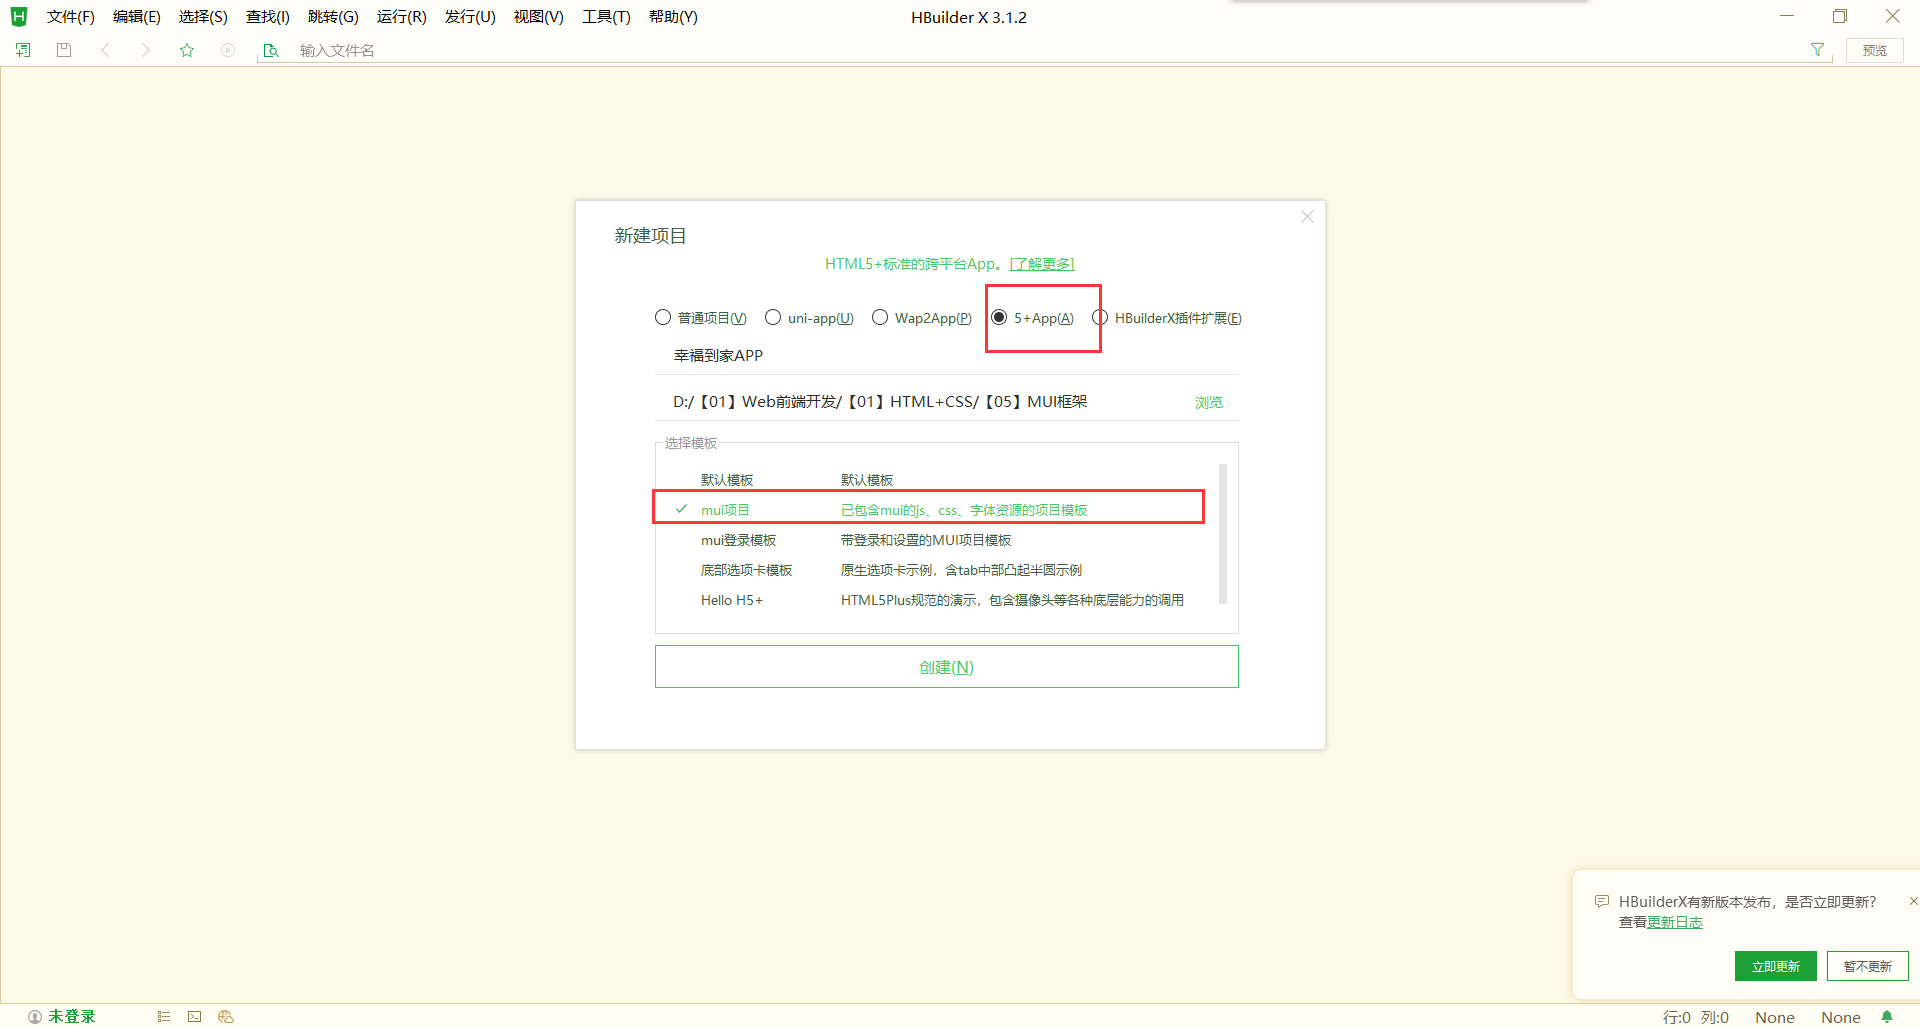 文件(F) 编辑(E) 选择(S) 查找(I) 跳转(G) 运行(R) 发行(U) 视图(V) 工具(T) 帮助(Y) HBuilder X 3.1.2
输入文件名 预览
新建项目
HTML5+标准的跨平台App。[了解更多]
普通项目(V) uni-app(U) Wap2App(P) 5+App(A) HBuilderX插件扩展(E)
幸福到家APP
D:/【01】Web前端开发/【01】HTML+CSS/【05】MUI框架 浏览
选择模板
默认模板 默认模板
mui项目 已包含mui的js、css、字体资源的项目模板
mui登录模板 带登录和设置的MUI项目模板
底部选项卡模板 原生选项卡示例，含tab中部凸起半圆示例
Hello H5+ HTML5Plus规范的演示，包含摄像头等各种底层能力的调用
创建(N)
HBuilderX有新版本发布，是否立即更新？
查看更新日志
立即更新 暂不更新
未登录 行:0 列:0 None None